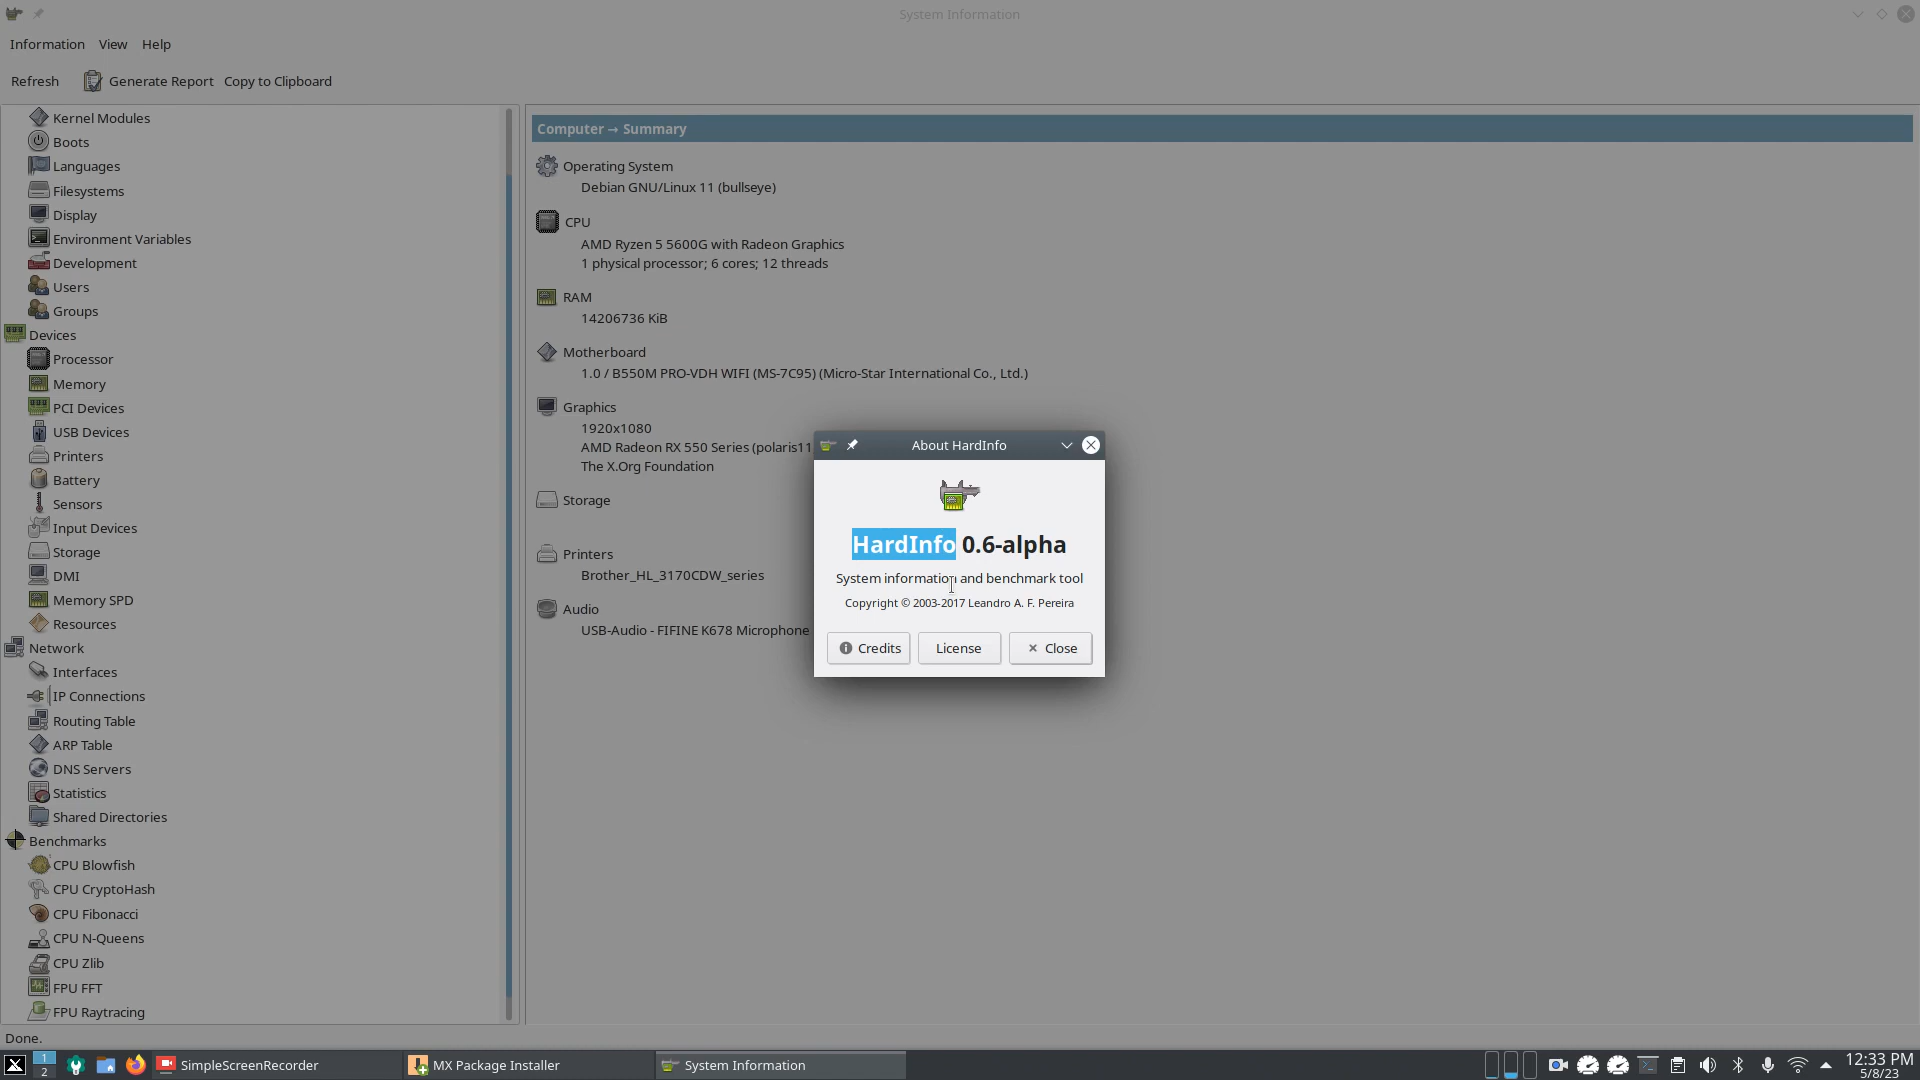 System Information
Information View Help
Refresh Generate Report Copy to Clipboard
Kernel Modules
Boots
Languages
Filesystems
Display
Environment Variables
Development
Users
Groups
Devices
Processor
Memory
PCI Devices
USB Devices
Printers
Battery
Sensors
Input Devices
Storage
DMI
Memory SPD
Resources
Network
Interfaces
IP Connections
Routing Table
ARP Table
DNS Servers
Statistics
Shared Directories
Benchmarks
CPU Blowfish
CPU CryptoHash
CPU Fibonacci
CPU N-Queens
CPU Zlib
FPU FFT
FPU Raytracing
Computer → Summary
Operating System
Debian GNU/Linux 11 (bullseye)
CPU
AMD Ryzen 5 5600G with Radeon Graphics
1 physical processor; 6 cores; 12 threads
RAM
14206736 KiB
Motherboard
1.0 / B550M PRO-VDH WIFI (MS-7C95) (Micro-Star International Co., Ltd.)
Graphics
1920x1080
AMD Radeon RX 550 Series (polaris11
The X.Org Foundation
Storage
Printers
Brother_HL_3170CDW_series
Audio
USB-Audio - FIFINE K678 Microphone
About HardInfo
HardInfo 0.6-alpha
System information and benchmark tool
Copyright © 2003-2017 Leandro A. F. Pereira
Credits License Close
Done.
1
2
SimpleScreenRecorder MX Package Installer System Information
12:33 PM
5/8/23